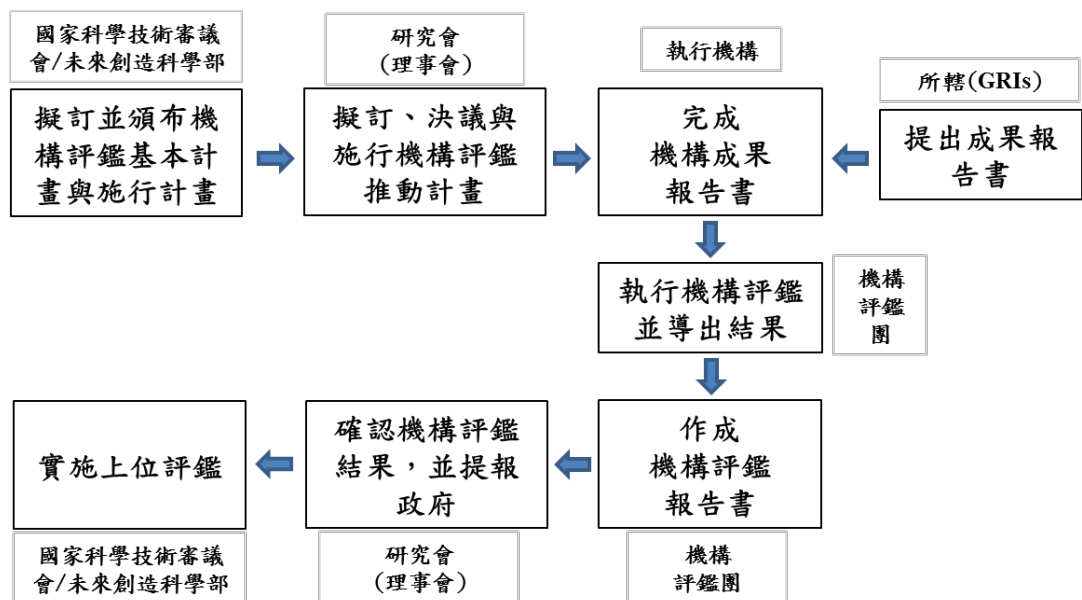 國家科學技術審議
會/未來創造科學部
擬訂並頒布機
構評鑑基本計
畫與施行計畫
研究會
(理事會)
擬訂、決議與
施行機構評鑑
推動計畫
執行機構
完成
機構成果
報告書
所轄(GRIs)
提出成果報
告書
執行機構評鑑
並導出結果
機構
評鑑
團
作成
機構評鑑
報告書
機構
評鑑團
確認機構評鑑
結果，並提報
政府
研究會
(理事會)
實施上位評鑑
國家科學技術審議
會/未來創造科學部